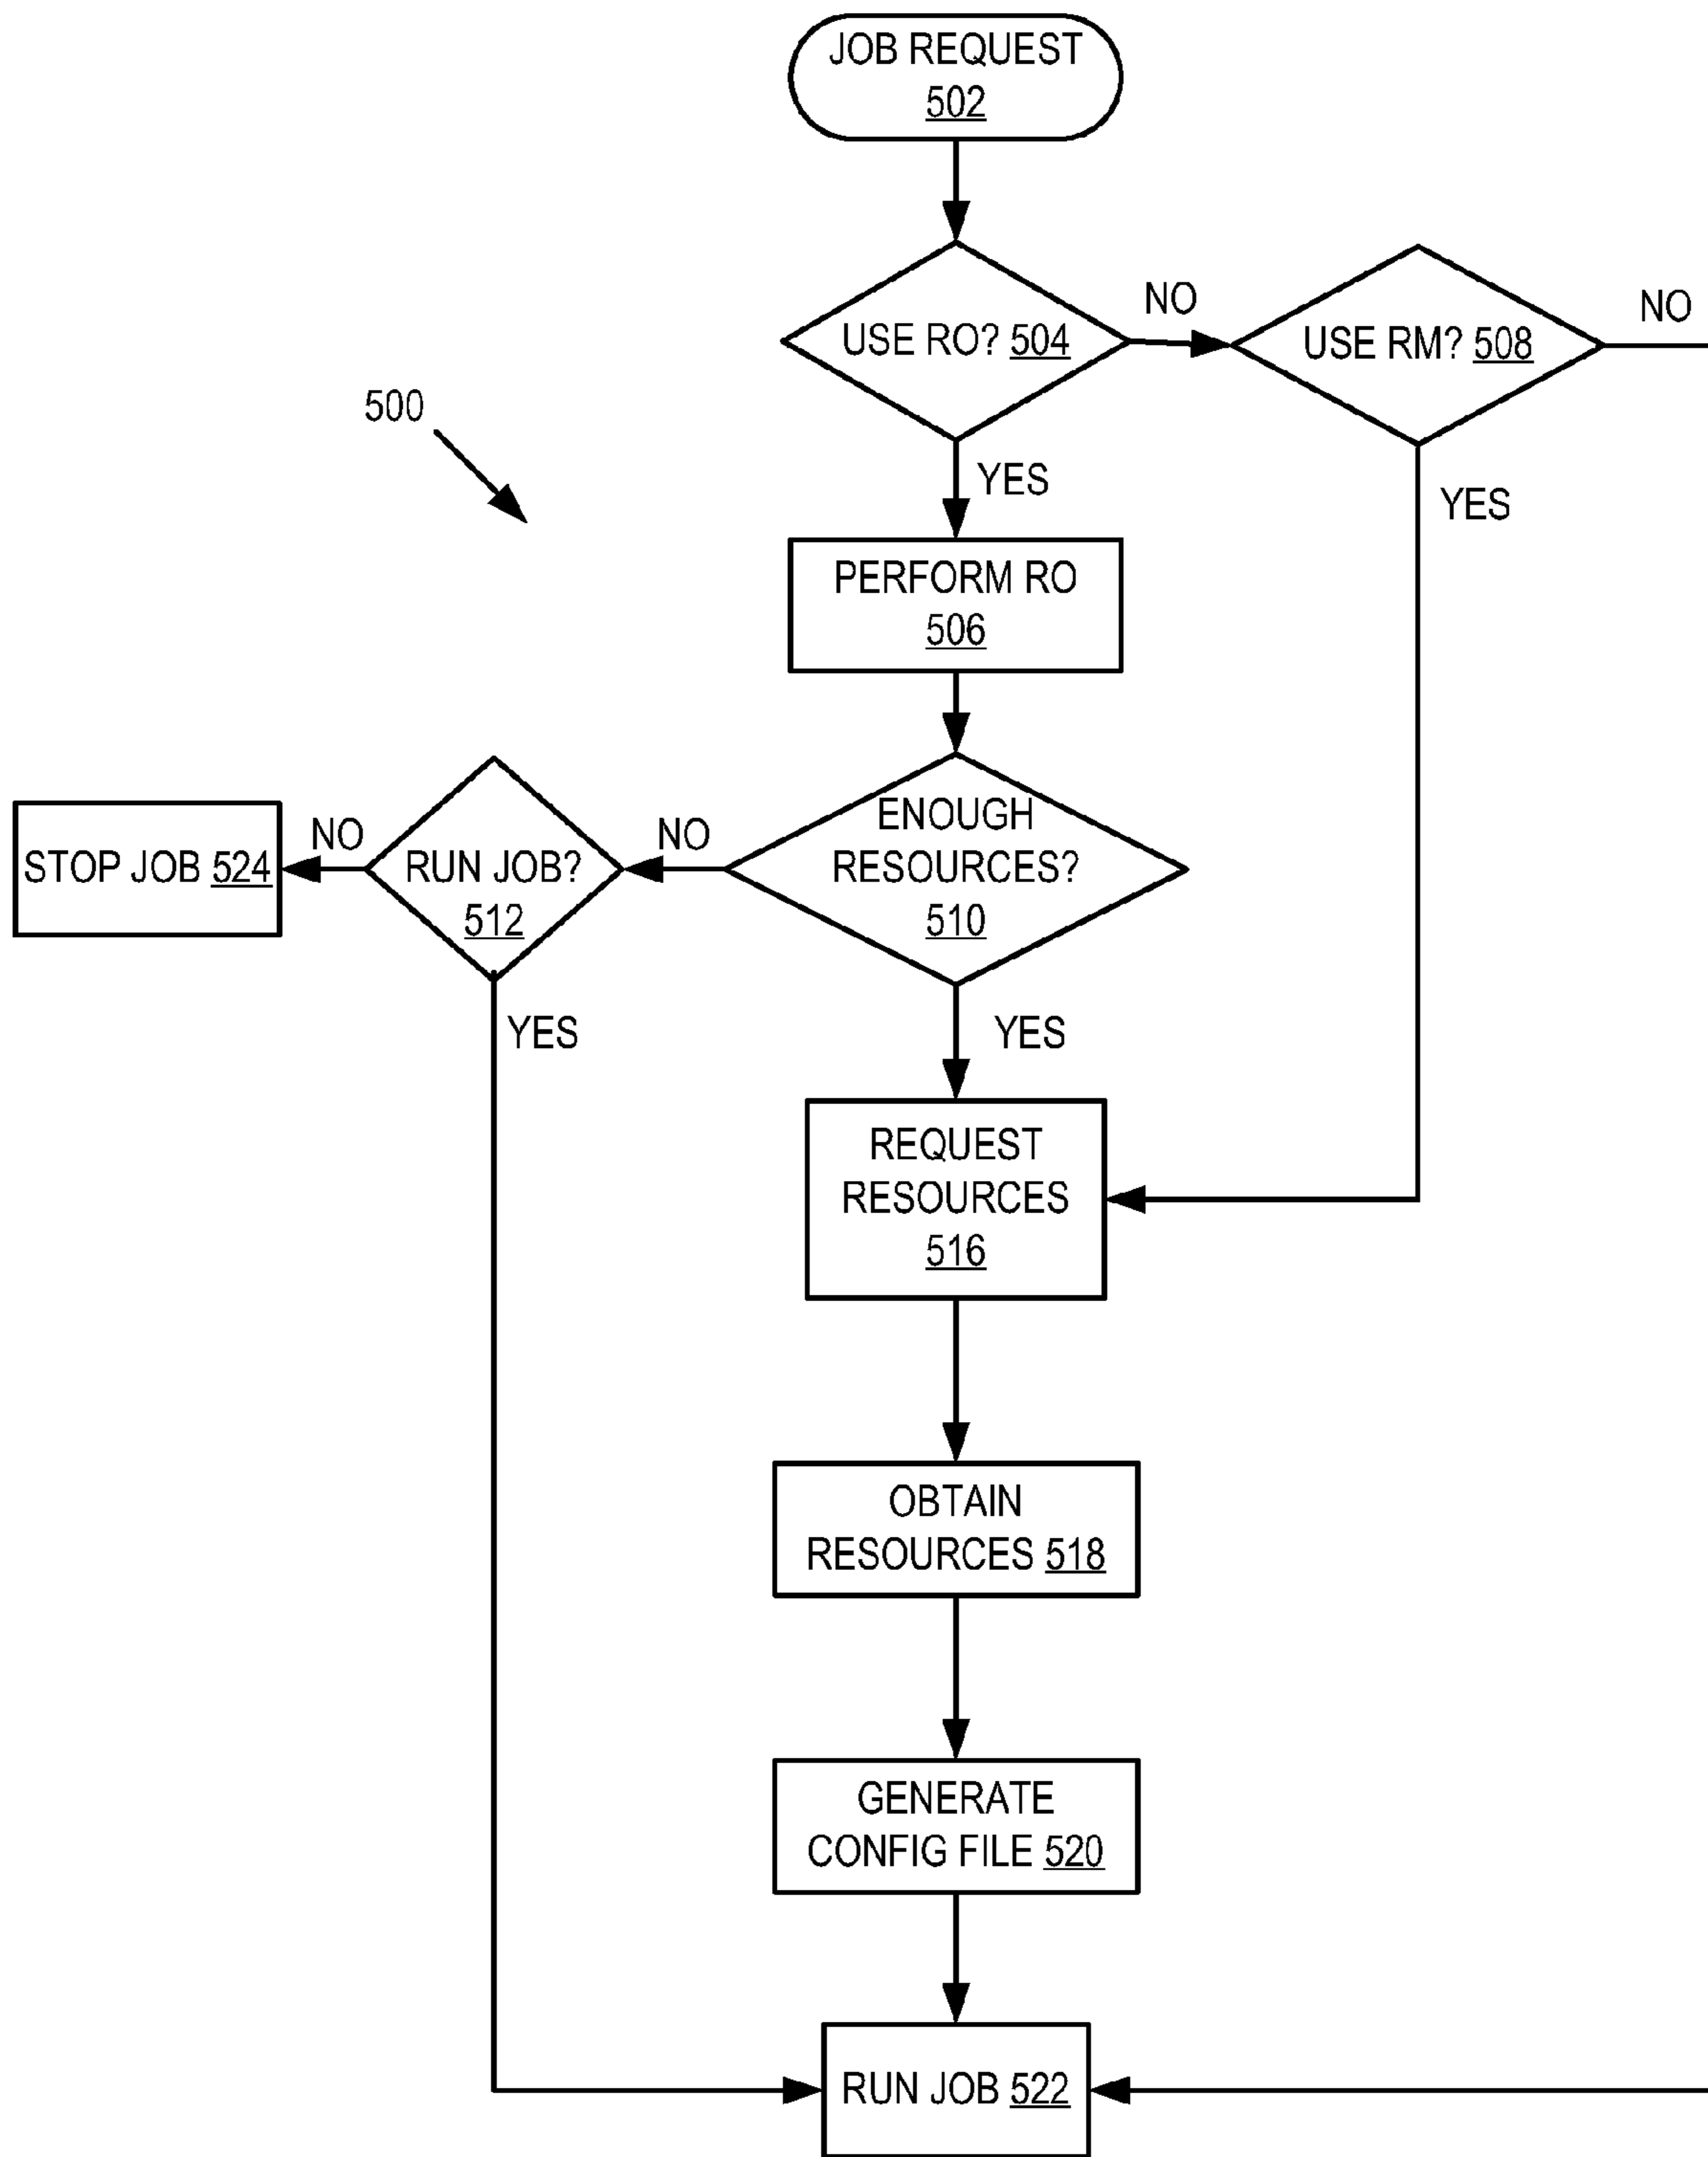 JOB REQUEST
502
NO
NO
USE RO? 504
USE RM? 508
500
YES
YES
PERFORM RO
506
ENOUGH
RESOURCES?
510
NO
NO
STOP JOB 524
RUN JOB?
512
YES
YES
REQUEST
RESOURCES
516
OBTAIN
RESOURCES 518
GENERATE
CONFIG FILE 520
RUN JOB 522